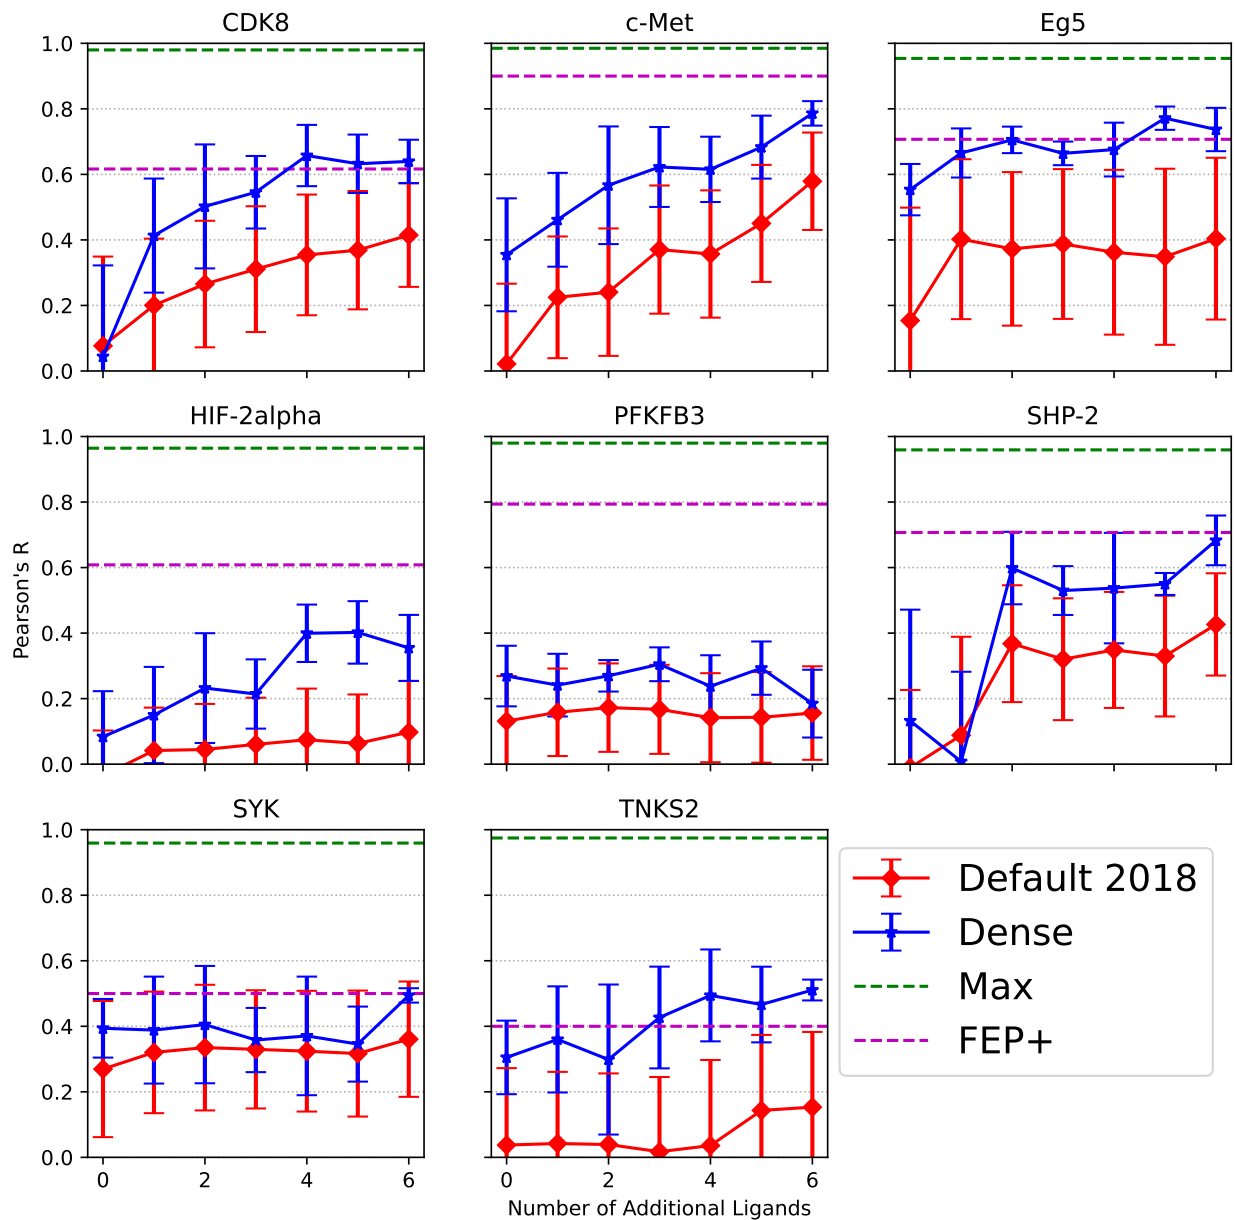 CDK8
c-Met
Eg5
1.0
0.8
0.6
0.4
0.2
0.0
HIF-2alpha
PFKFB3
SHP-2
1.0
0.8
0.6
0.4
0.2
0.0
Pearson's R
SYK
TNKS2
1.0
0.8
0.6
0.4
0.2
0.0
0 2 4 6
0 2 4 6
Number of Additional Ligands
Default 2018
Dense
Max
FEP+